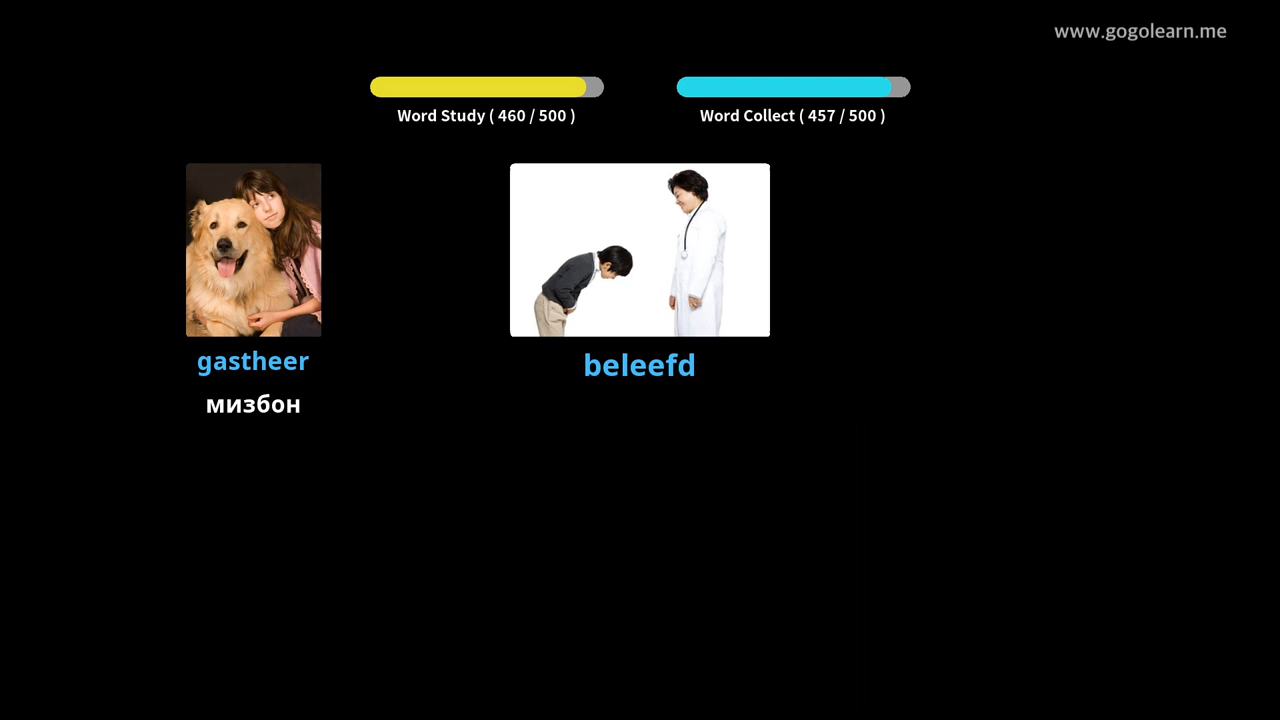 www.gogolearn.me
Word Study ( 460 / 500 )
Word Collect ( 457 / 500 )
gastheer
мизбон
beleefd